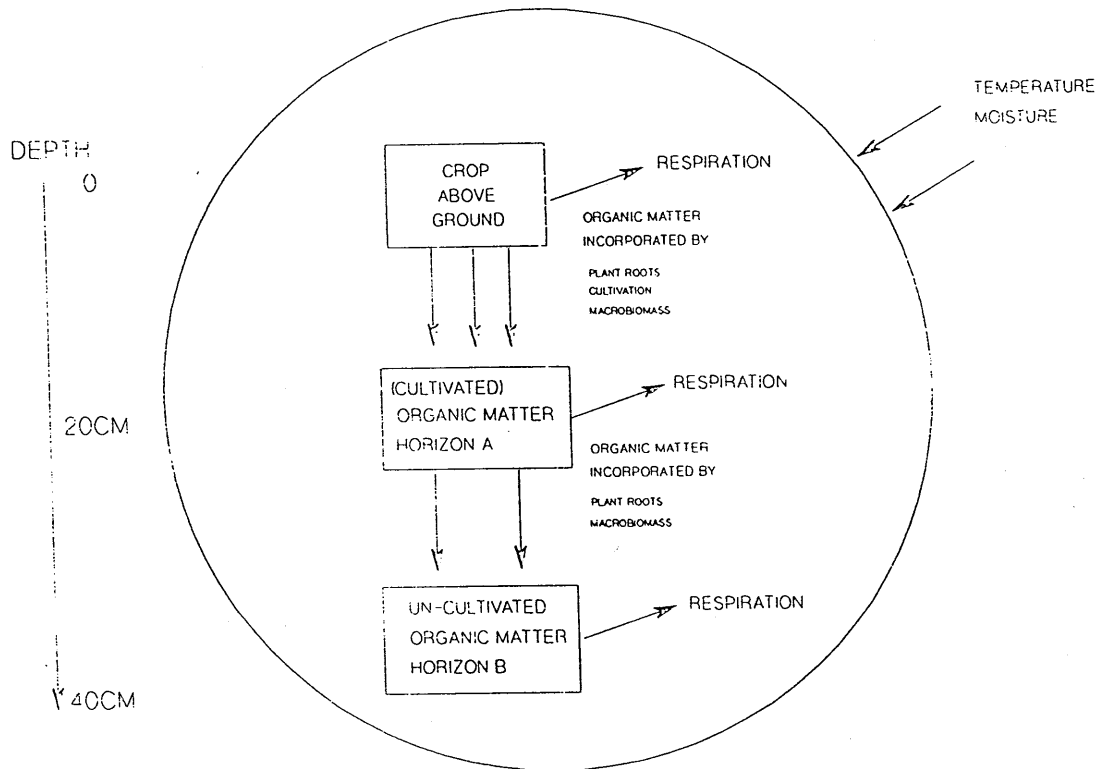 TEMPERATURE
MOISTURE
DEPTH
0
CROP
ABOVE
GROUND
RESPIRATION
ORGANIC MATTER
INCORPORATED BY
PLANT ROOTS
CULTIVATION
MACROBIOMASS
20CM
(CULTIVATED)
ORGANIC MATTER
HORIZON A
RESPIRATION
ORGANIC MATTER
INCORPORATED BY
PLANT ROOTS
MACROBIOMASS
UN-CULTIVATED
ORGANIC MATTER
HORIZON B
RESPIRATION
40CM